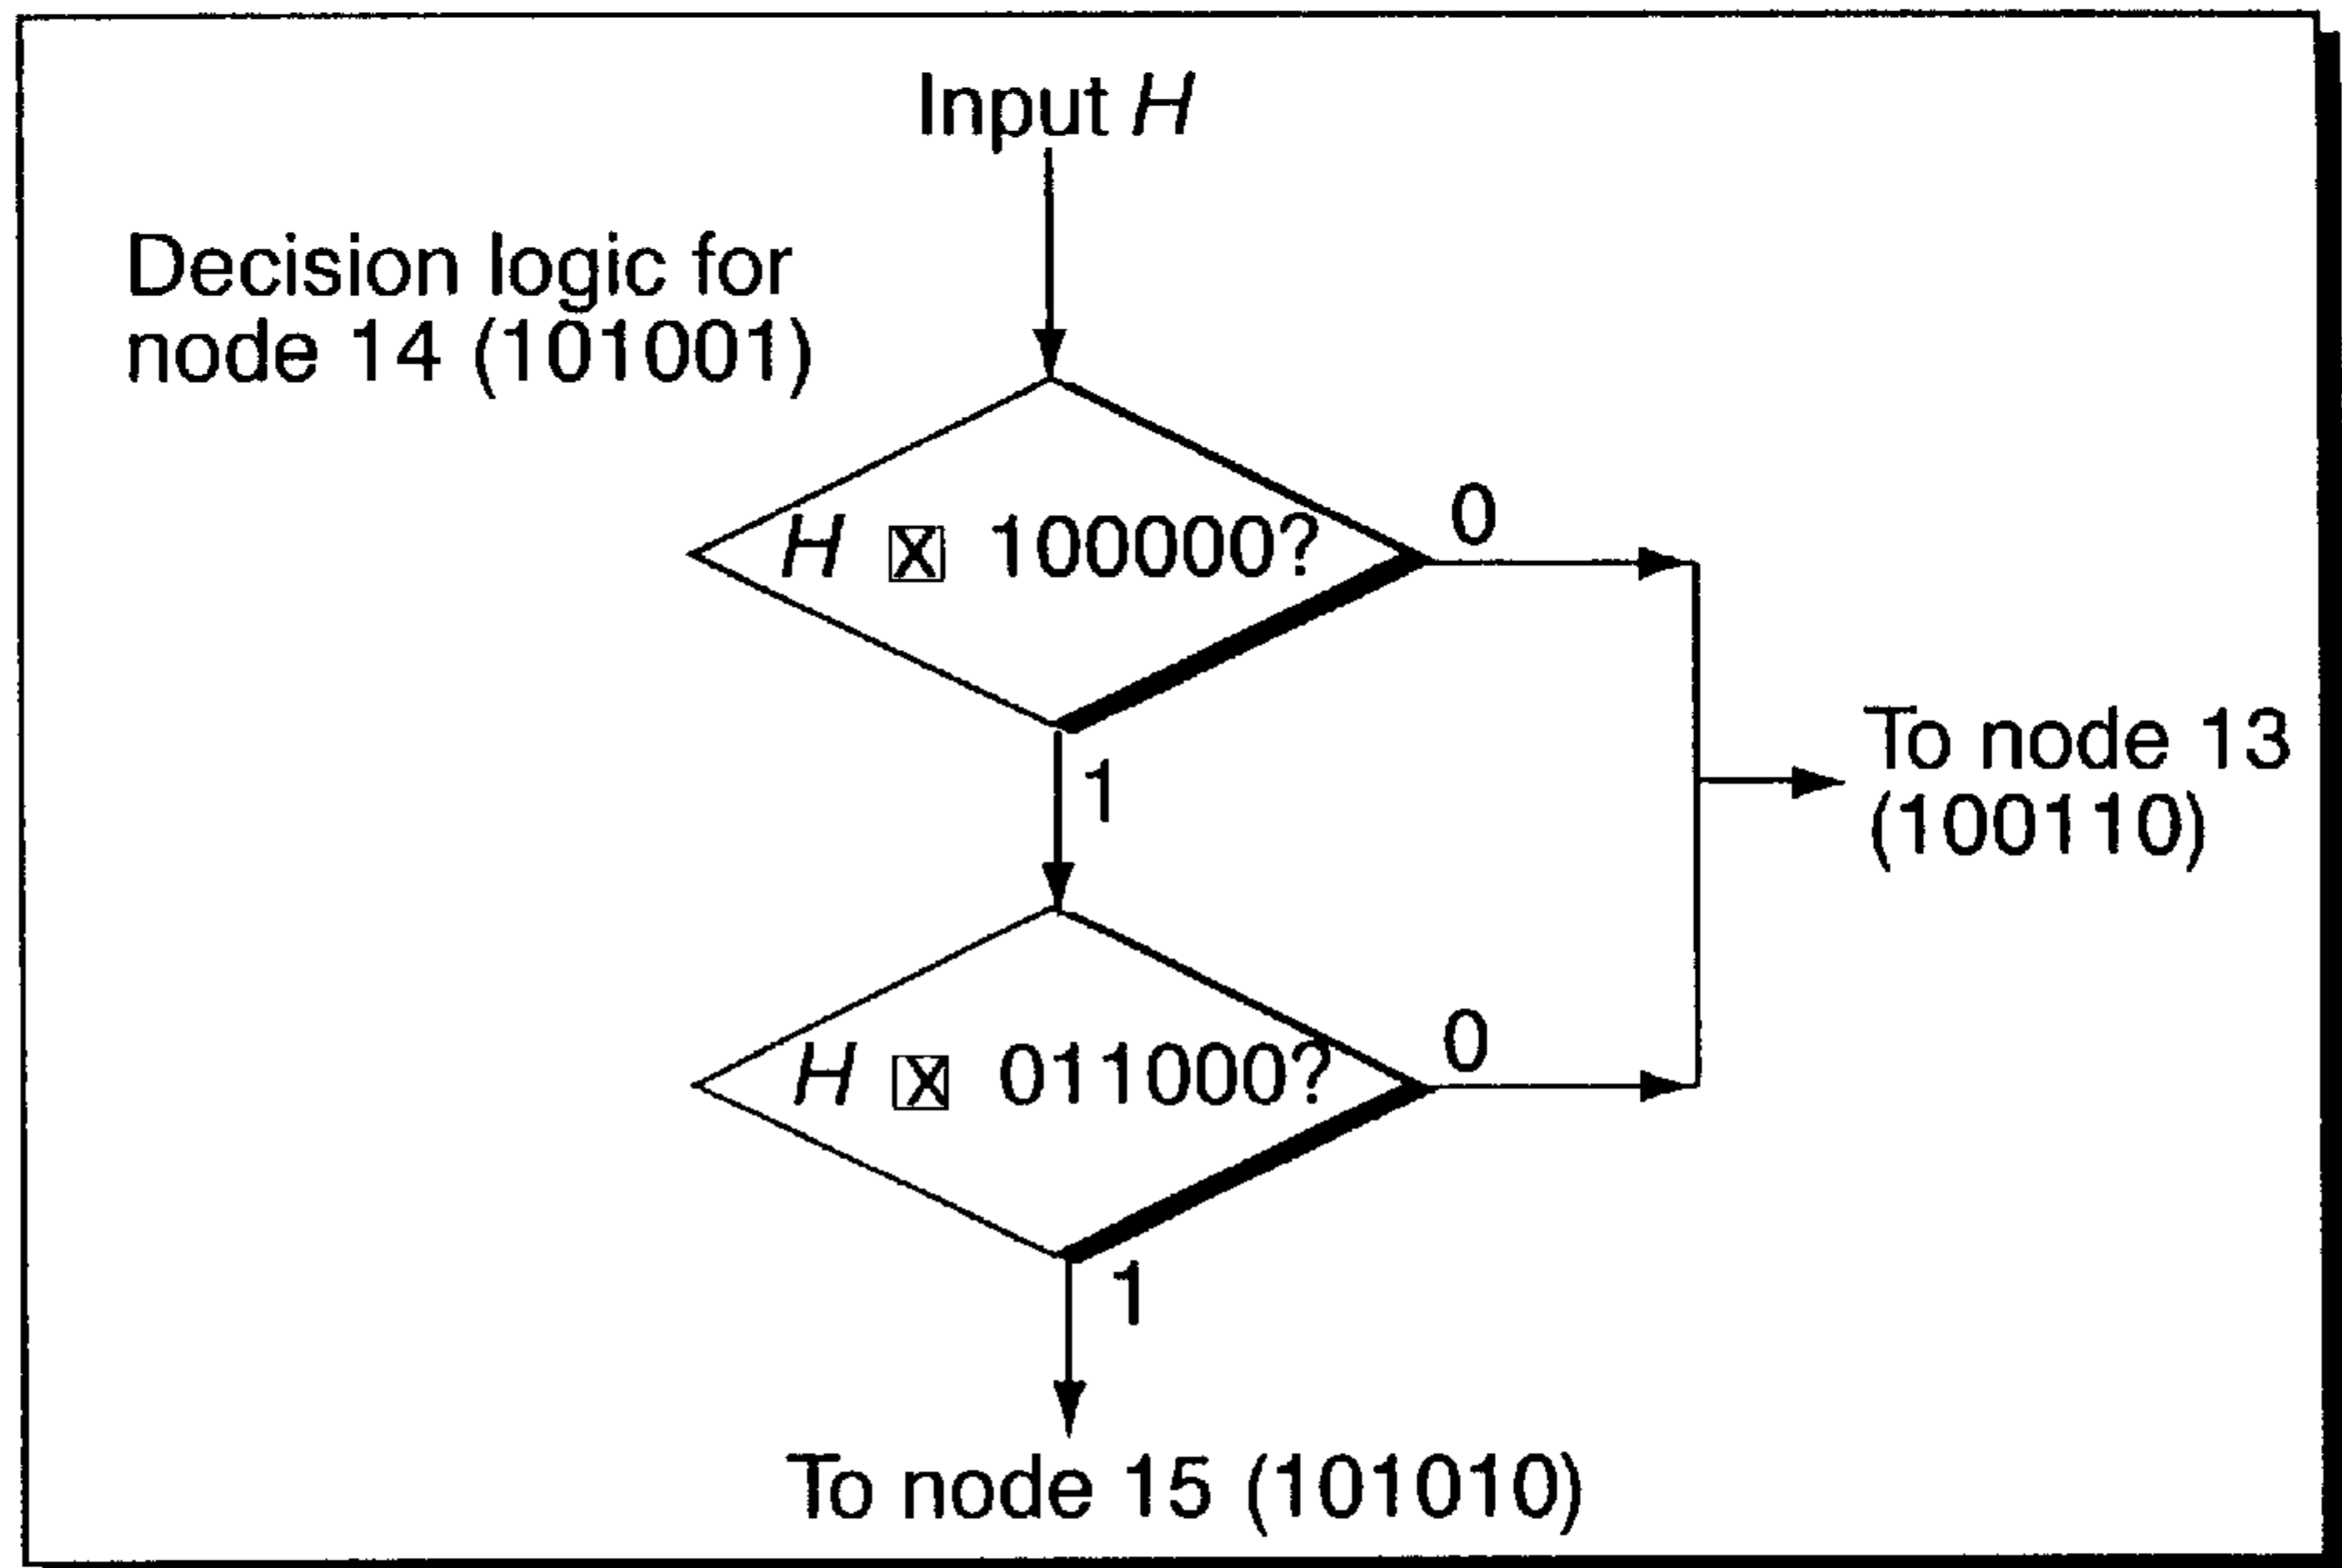 Input H
Decision logic for
node 14 (101001)
H ☒ 100000?
0
1
To node 13
(100110)
H ☒ 011000?
0
1
To node 15 (101010)